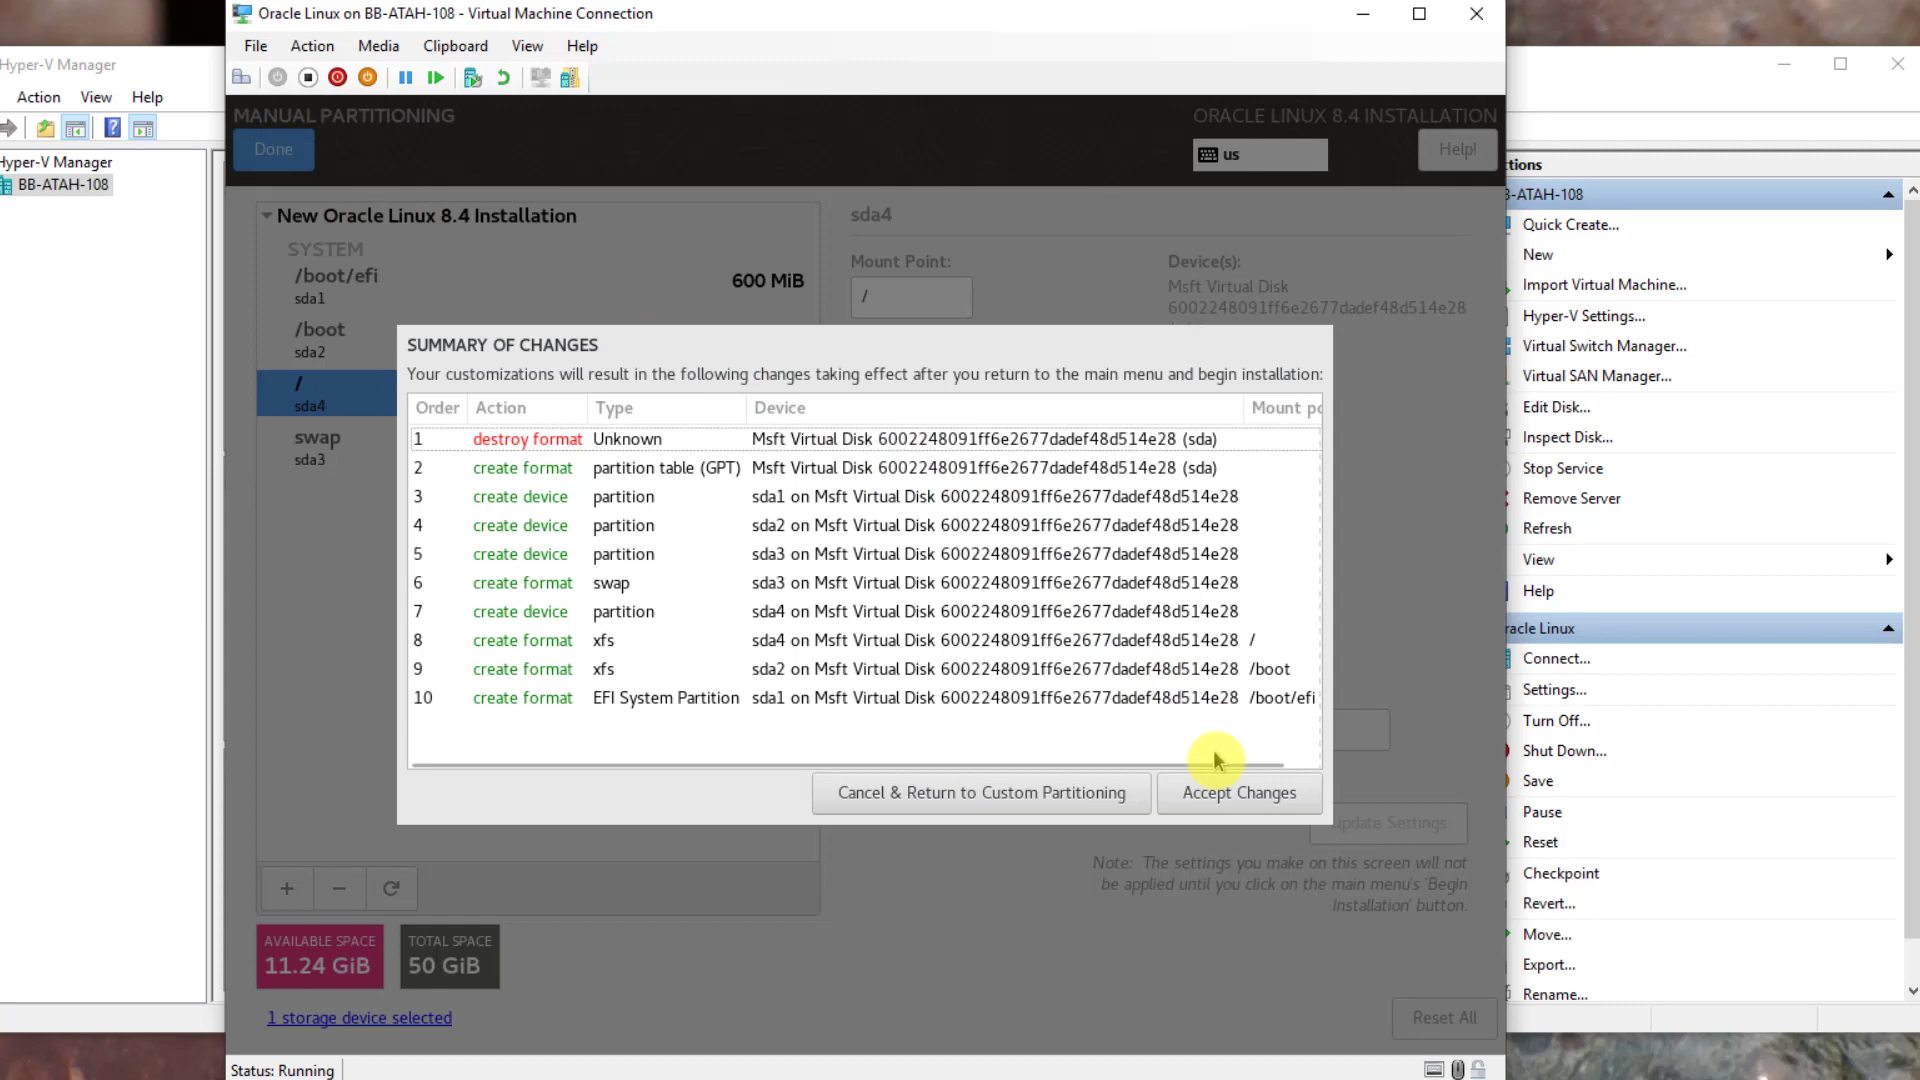 Oracle Linux on BB-ATAH-108 - Virtual Machine Connection
File Action Media Clipboard View Help
Hyper-V Manager
Action View Help
Hyper-V Manager
BB-ATAH-108
MANUAL PARTITIONING
Done
ORACLE LINUX 8.4 INSTALLATION
us
Help!
New Oracle Linux 8.4 Installation
SYSTEM
/boot/efi
sda1
600 MiB
/boot
sda2
/
sda4
swap
sda3
sda4
Mount Point:
/
Device(s):
Msft Virtual Disk
6002248091ff6e2677dadef48d514e28
SUMMARY OF CHANGES
Your customizations will result in the following changes taking effect after you return to the main menu and begin installation:
Order Action Type Device Mount po
1 destroy format Unknown Msft Virtual Disk 6002248091ff6e2677dadef48d514e28 (sda)
2 create format partition table (GPT) Msft Virtual Disk 6002248091ff6e2677dadef48d514e28 (sda)
3 create device partition sda1 on Msft Virtual Disk 6002248091ff6e2677dadef48d514e28
4 create device partition sda2 on Msft Virtual Disk 6002248091ff6e2677dadef48d514e28
5 create device partition sda3 on Msft Virtual Disk 6002248091ff6e2677dadef48d514e28
6 create format swap sda3 on Msft Virtual Disk 6002248091ff6e2677dadef48d514e28
7 create device partition sda4 on Msft Virtual Disk 6002248091ff6e2677dadef48d514e28
8 create format xfs sda4 on Msft Virtual Disk 6002248091ff6e2677dadef48d514e28 /
9 create format xfs sda2 on Msft Virtual Disk 6002248091ff6e2677dadef48d514e28 /boot
10 create format EFI System Partition sda1 on Msft Virtual Disk 6002248091ff6e2677dadef48d514e28 /boot/efi
Cancel & Return to Custom Partitioning
Accept Changes
Update Settings
Note: The settings you make on this screen will not
be applied until you click on the main menu's 'Begin
Installation' button.
+ −
AVAILABLE SPACE
11.24 GiB
TOTAL SPACE
50 GiB
1 storage device selected
Reset All
Status: Running
ctions
B-ATAH-108
Quick Create...
New
Import Virtual Machine...
Hyper-V Settings...
Virtual Switch Manager...
Virtual SAN Manager...
Edit Disk...
Inspect Disk...
Stop Service
Remove Server
Refresh
View
Help
racle Linux
Connect...
Settings...
Turn Off...
Shut Down...
Save
Pause
Reset
Checkpoint
Revert...
Move...
Export...
Rename...